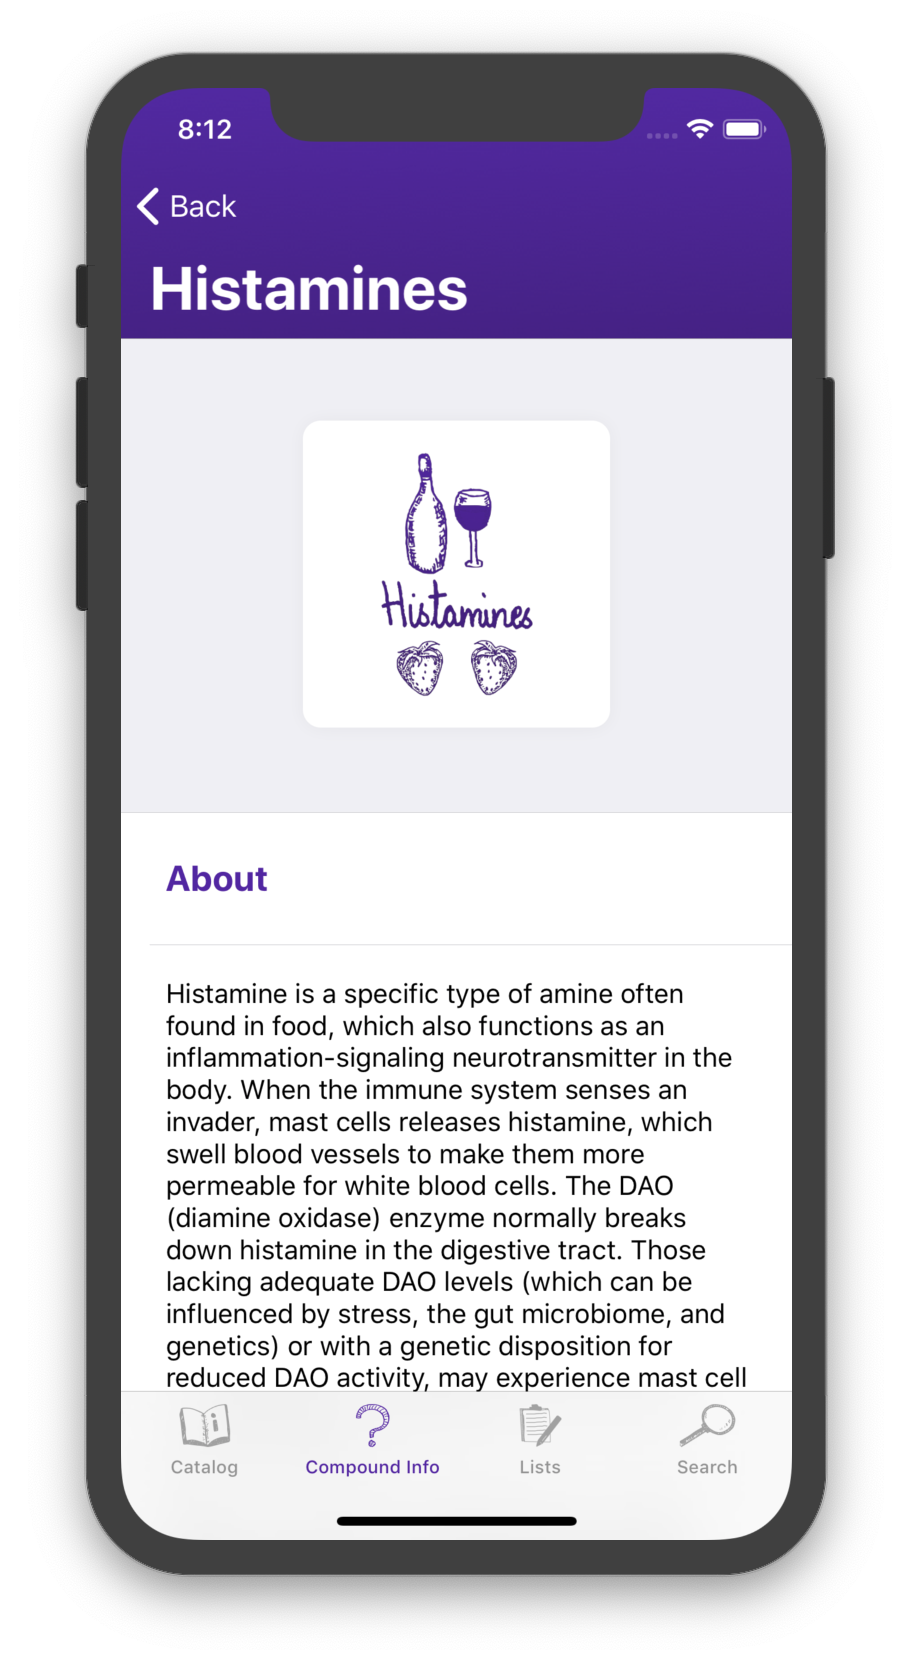 8:12
Back
Histamines
Histamines
About
Histamine is a specific type of amine often
found in food, which also functions as an
inflammation-signaling neurotransmitter in the
body. When the immune system senses an
invader, mast cells releases histamine, which
swell blood vessels to make them more
permeable for white blood cells. The DAO
(diamine oxidase) enzyme normally breaks
down histamine in the digestive tract. Those
lacking adequate DAO levels (which can be
influenced by stress, the gut microbiome, and
genetics) or with a genetic disposition for
reduced DAO activity, may experience mast cell
Catalog
Compound Info
Lists
Search